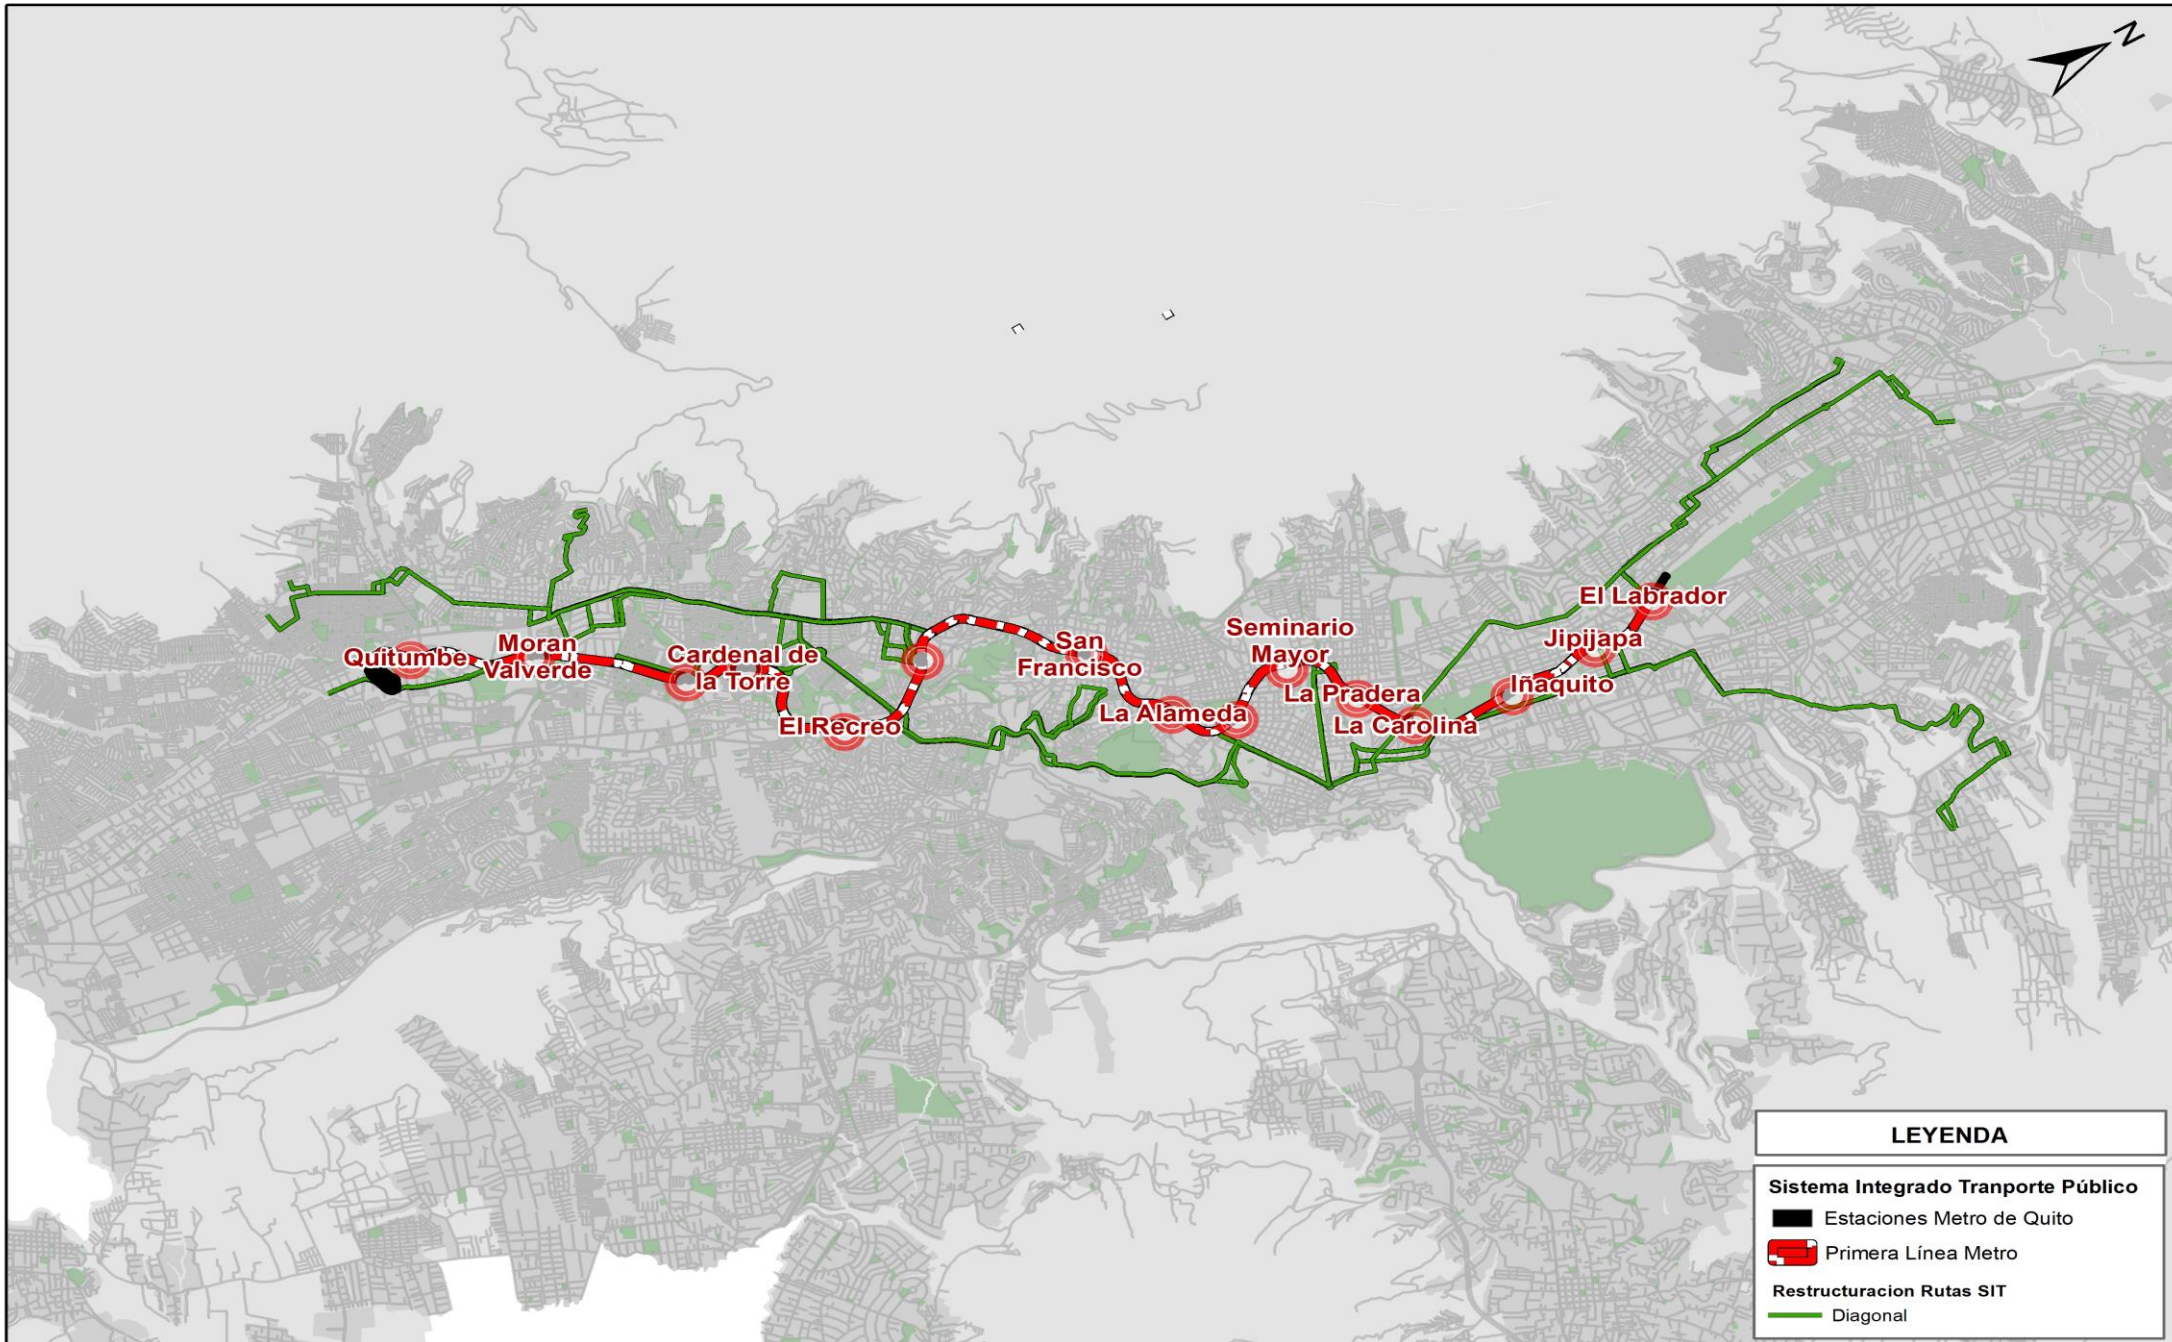 N
Quitumbe
Moran
Valverde
Cardenal de
la Torre
El Recreo
San
Francisco
La Alameda
Seminario
Mayor
La Pradera
La Carolina
Iñaquito
Jipijapa
El Labrador
LEYENDA
Sistema Integrado Tranporte Público
Estaciones Metro de Quito
Primera Línea Metro
Restructuracion Rutas SIT
Diagonal